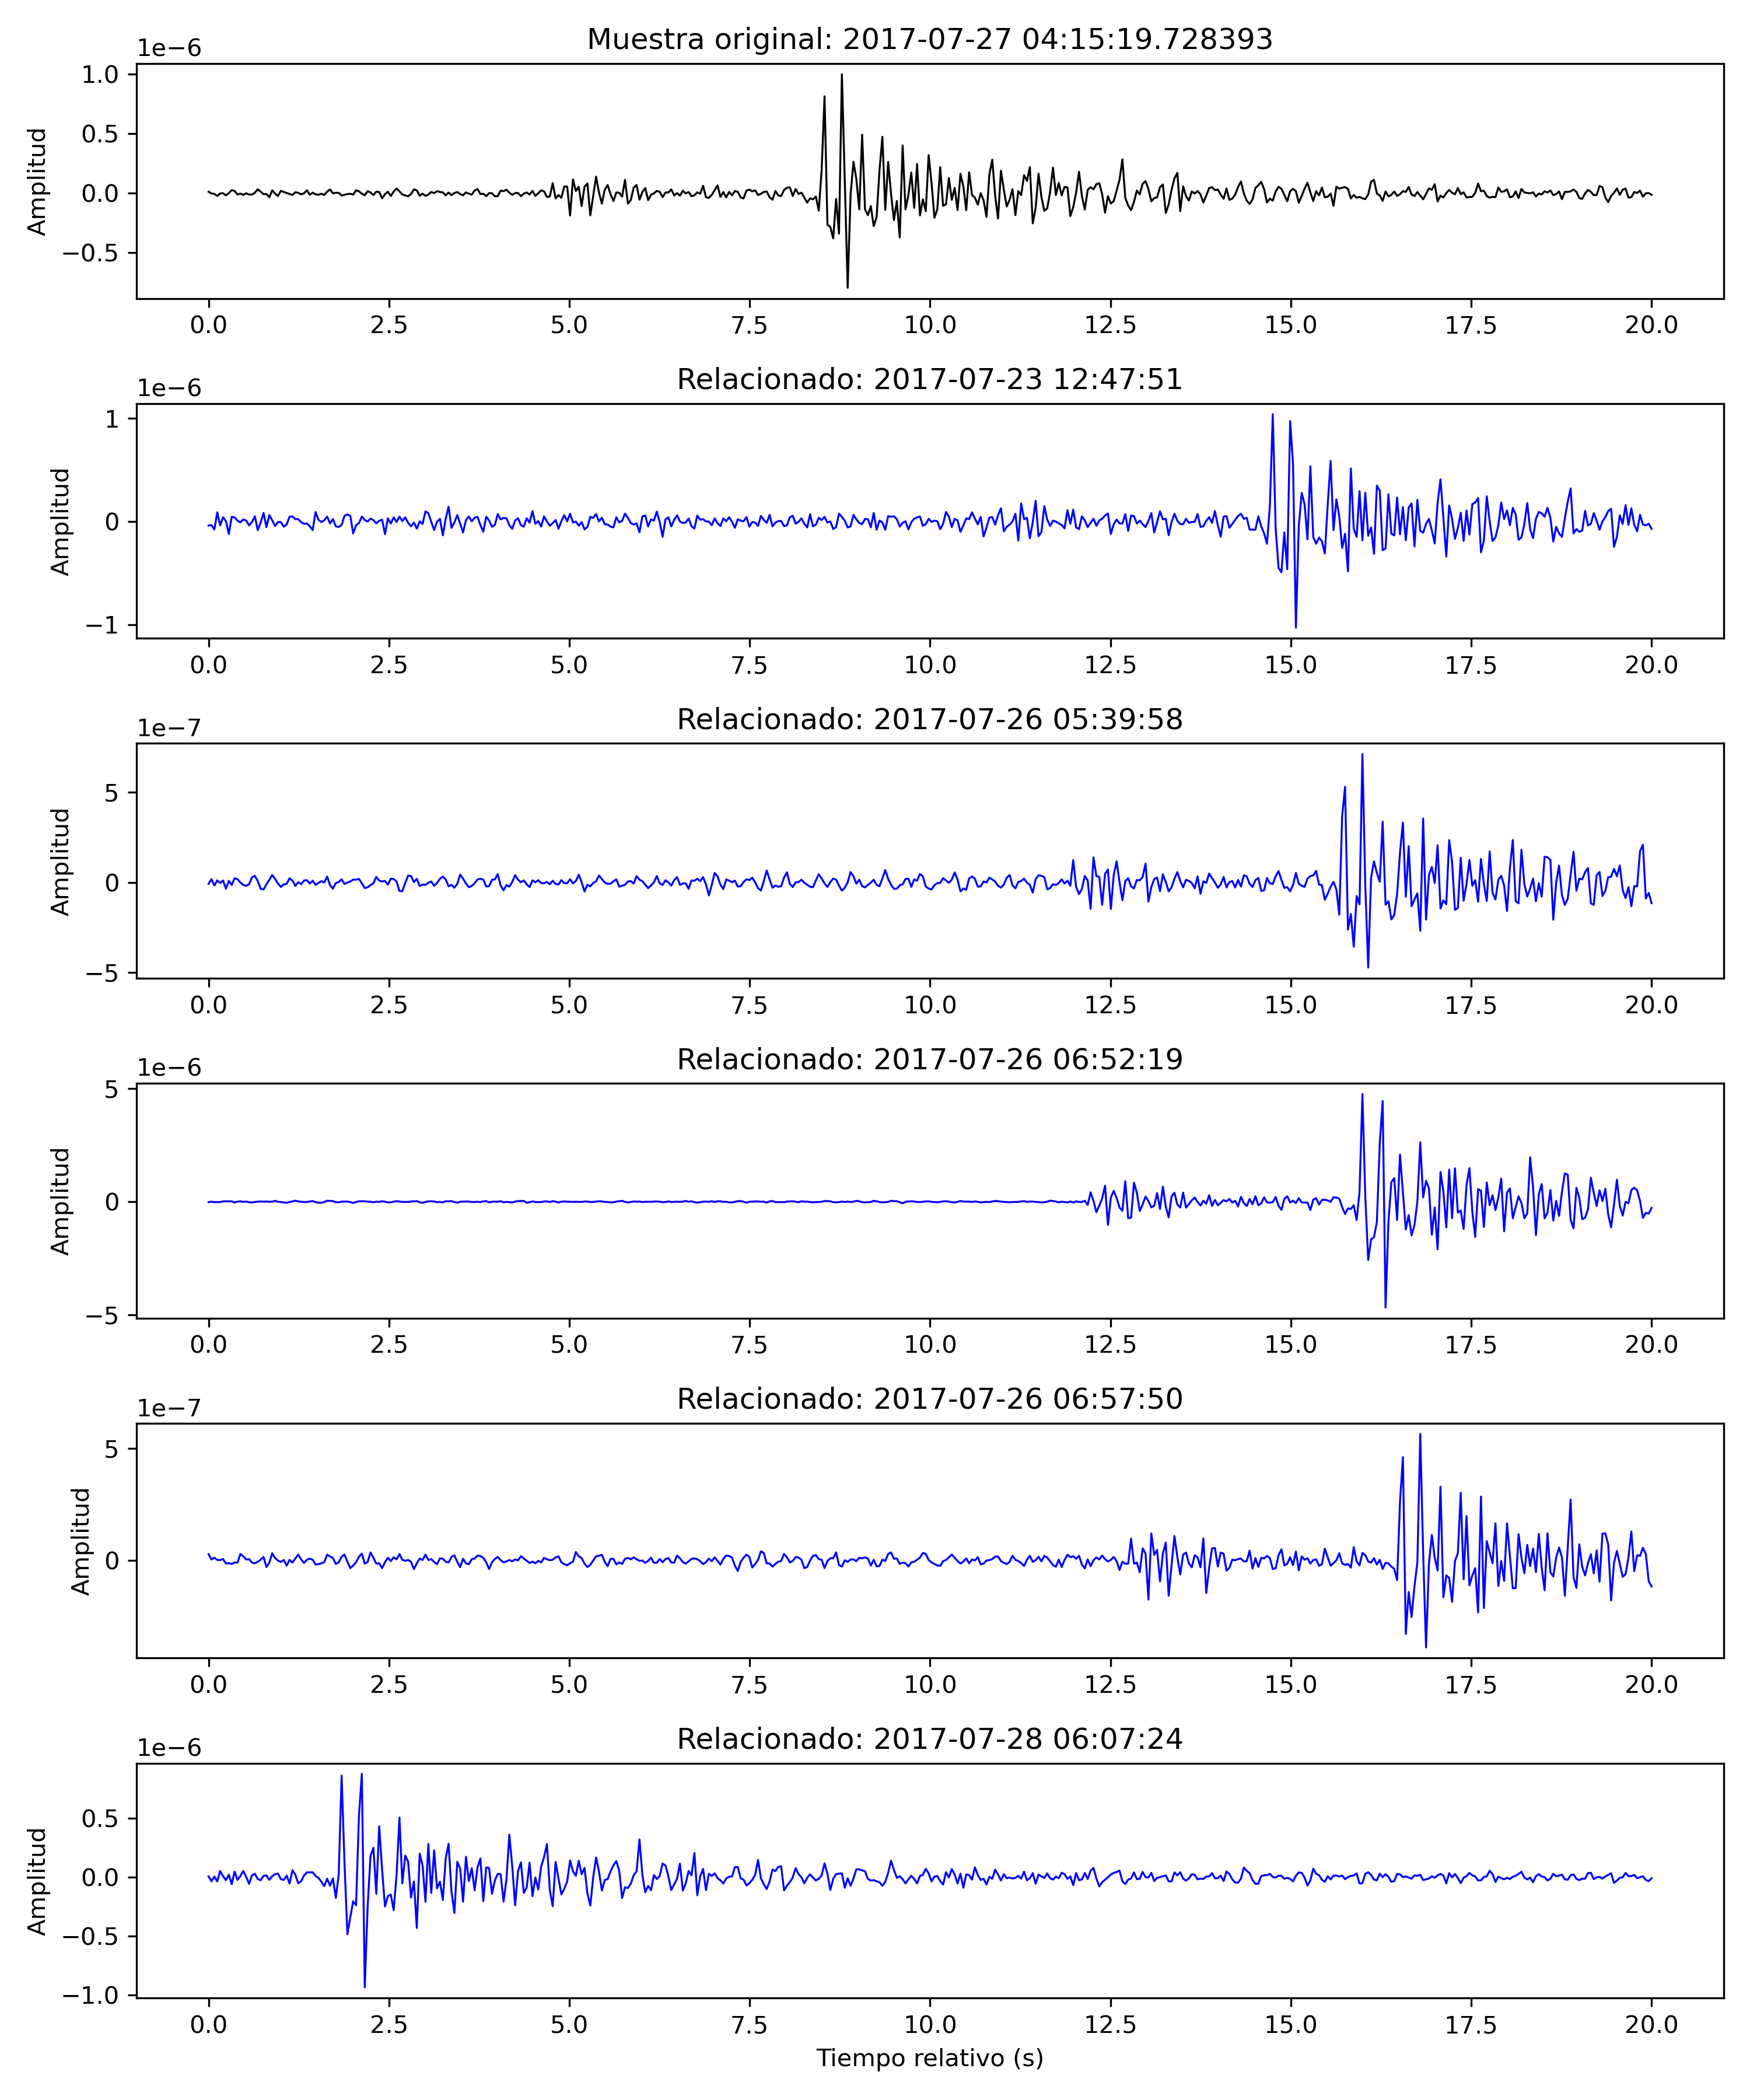 Muestra original: 2017-07-27 04:15:19.728393
1e−6
Amplitud
1.0
0.5
0.0
−0.5
0.0 2.5 5.0 7.5 10.0 12.5 15.0 17.5 20.0
Relacionado: 2017-07-23 12:47:51
1e−6
Amplitud
1
0
−1
0.0 2.5 5.0 7.5 10.0 12.5 15.0 17.5 20.0
Relacionado: 2017-07-26 05:39:58
1e−7
Amplitud
5
0
−5
0.0 2.5 5.0 7.5 10.0 12.5 15.0 17.5 20.0
Relacionado: 2017-07-26 06:52:19
1e−6
Amplitud
5
0
−5
0.0 2.5 5.0 7.5 10.0 12.5 15.0 17.5 20.0
Relacionado: 2017-07-26 06:57:50
1e−7
Amplitud
5
0
0.0 2.5 5.0 7.5 10.0 12.5 15.0 17.5 20.0
Relacionado: 2017-07-28 06:07:24
1e−6
Amplitud
0.5
0.0
−0.5
−1.0
0.0 2.5 5.0 7.5 10.0 12.5 15.0 17.5 20.0
Tiempo relativo (s)